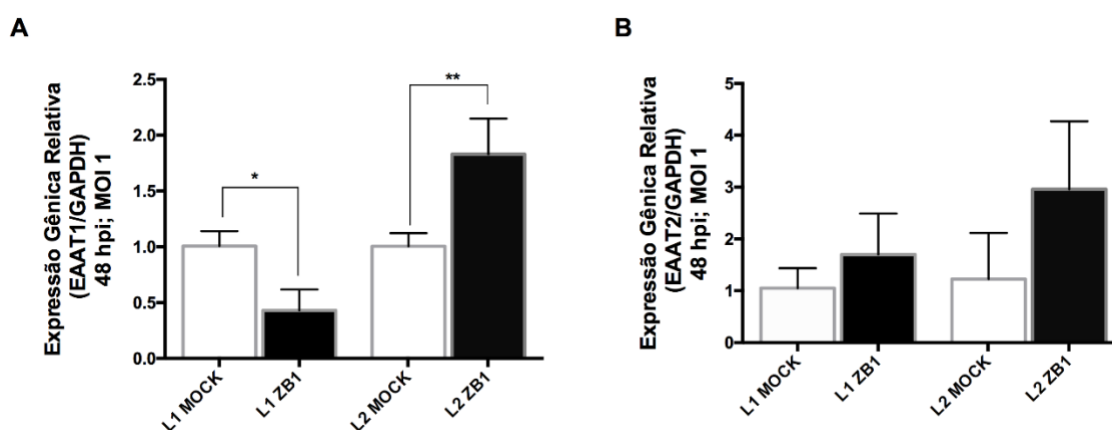 A
Expressão Gênica Relativa
(EAAT1/GAPDH)
48 hpi; MOI 1
2.5
2.0
1.5
1.0
0.5
0.0
*
**
L1 MOCK
L1 ZB1
L2 MOCK
L2 ZB1
B
Expressão Gênica Relativa
(EAAT2/GAPDH)
48 hpi; MOI 1
5
4
3
2
1
0
L1 MOCK
L1 ZB1
L2 MOCK
L2 ZB1